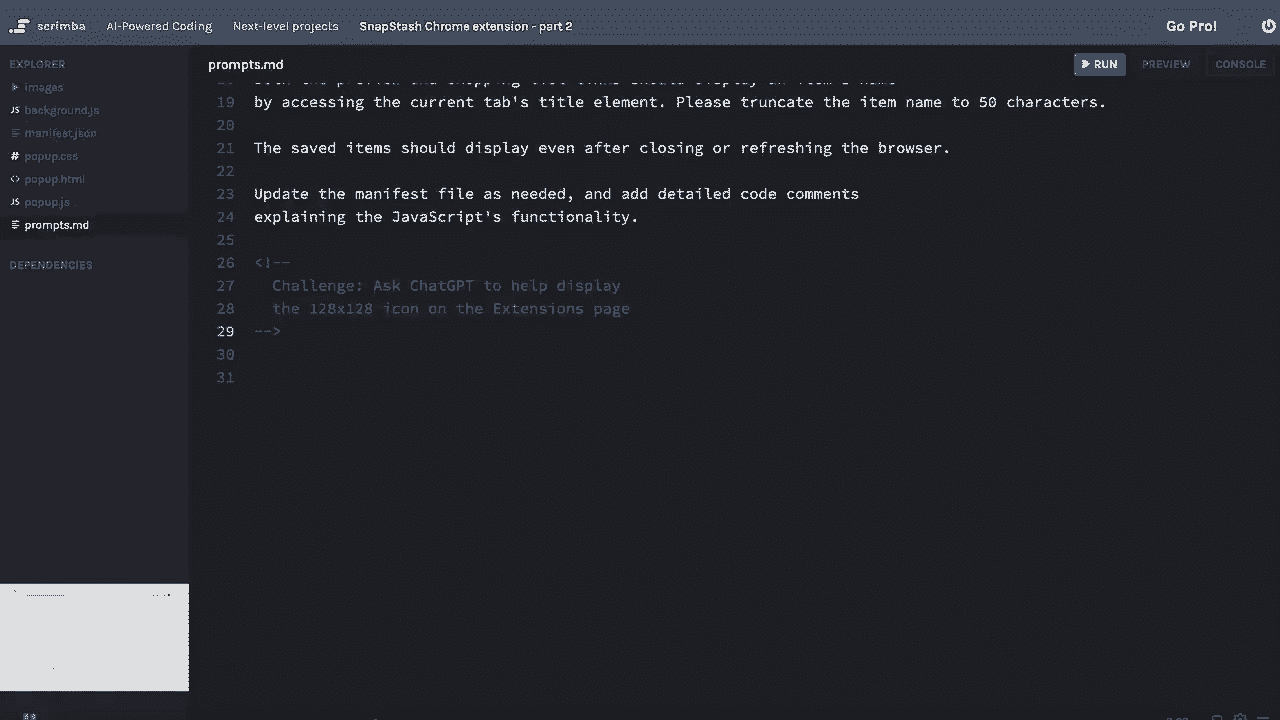 scrimba AI-Powered Coding Next-level projects SnapStash Chrome extension - part 2 Go Pro!
EXPLORER
images
JS background.js
manifest.json
# popup.css
<> popup.html
JS popup.js
prompts.md
DEPENDENCIES
prompts.md RUN PREVIEW CONSOLE
19 by accessing the current tab's title element. Please truncate the item name to 50 characters.
20
21 The saved items should display even after closing or refreshing the browser.
22
23 Update the manifest file as needed, and add detailed code comments
24 explaining the JavaScript's functionality.
25
26 <!--
27 Challenge: Ask ChatGPT to help display
28 the 128x128 icon on the Extensions page
29 -->
30
31